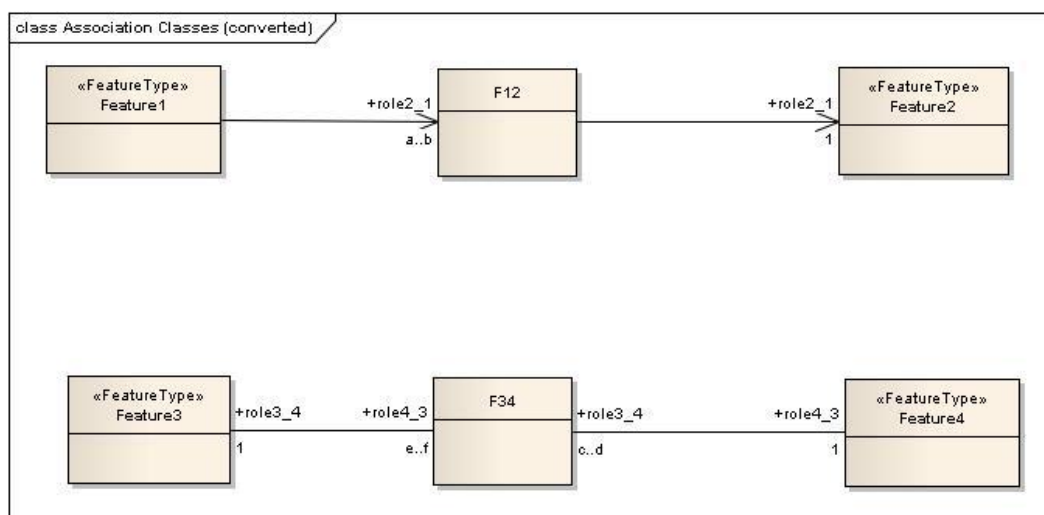 class Association Classes (converted)
«FeatureType»
Feature1
+role2_1
a..b
F12
+role2_1
1
«FeatureType»
Feature2
«FeatureType»
Feature3
+role3_4
1
+role4_3
e..f
F34
+role3_4
c..d
+role4_3
1
«FeatureType»
Feature4